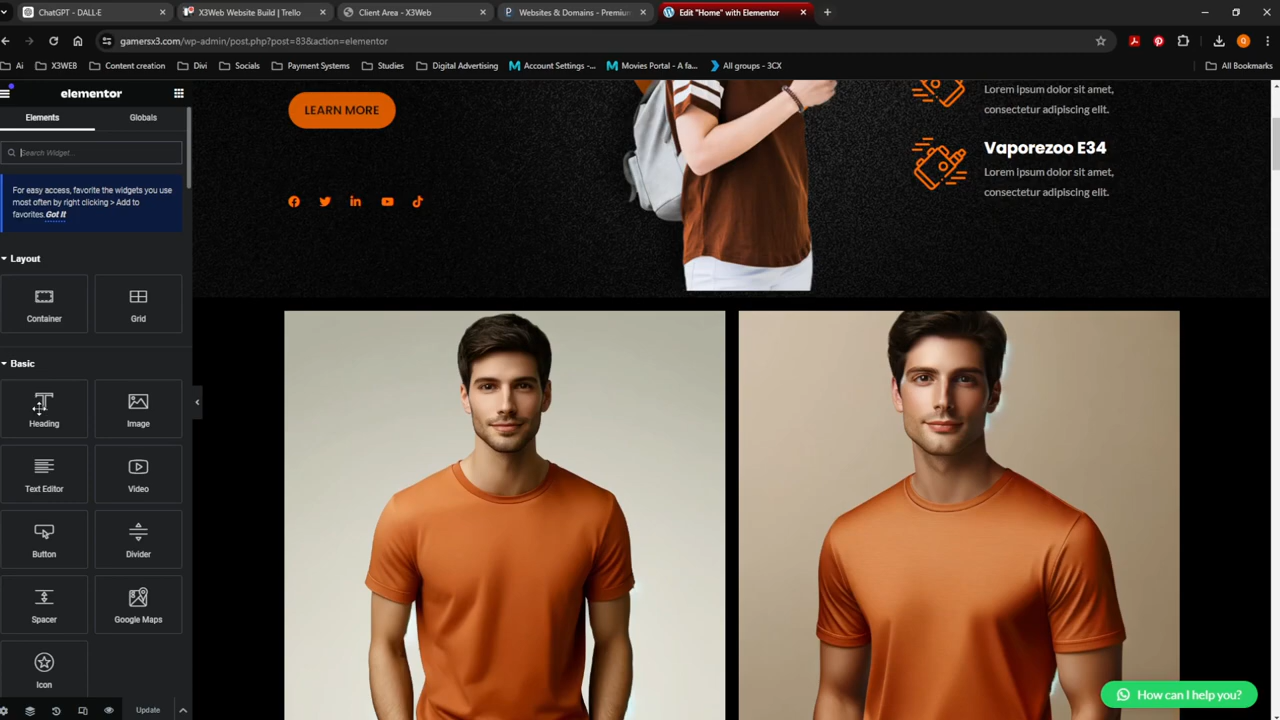 ChatGPT - DALL-E
X3Web Website Build | Trello
Client Area - X3Web
Websites & Domains - Premium
Edit "Home" with Elementor
gamersx3.com/wp-admin/post.php?post=83&action=elementor
Ai
X3WEB
Content creation
Divi
Socials
Payment Systems
Studies
Digital Advertising
Account Settings -...
Movies Portal - A fa...
All groups - 3CX
All Bookmarks
elementor
Elements
Globals
Search Widget...
For easy access, favorite the widgets you use
most often by right clicking > Add to
favorites. Got It
Layout
Container
Grid
Basic
Heading
Image
Text Editor
Video
Button
Divider
Spacer
Google Maps
Icon
Update
LEARN MORE
Lorem ipsum dolor sit amet,
consectetur adipiscing elit.
Vaporezoo E34
Lorem ipsum dolor sit amet,
consectetur adipiscing elit.
How can I help you?